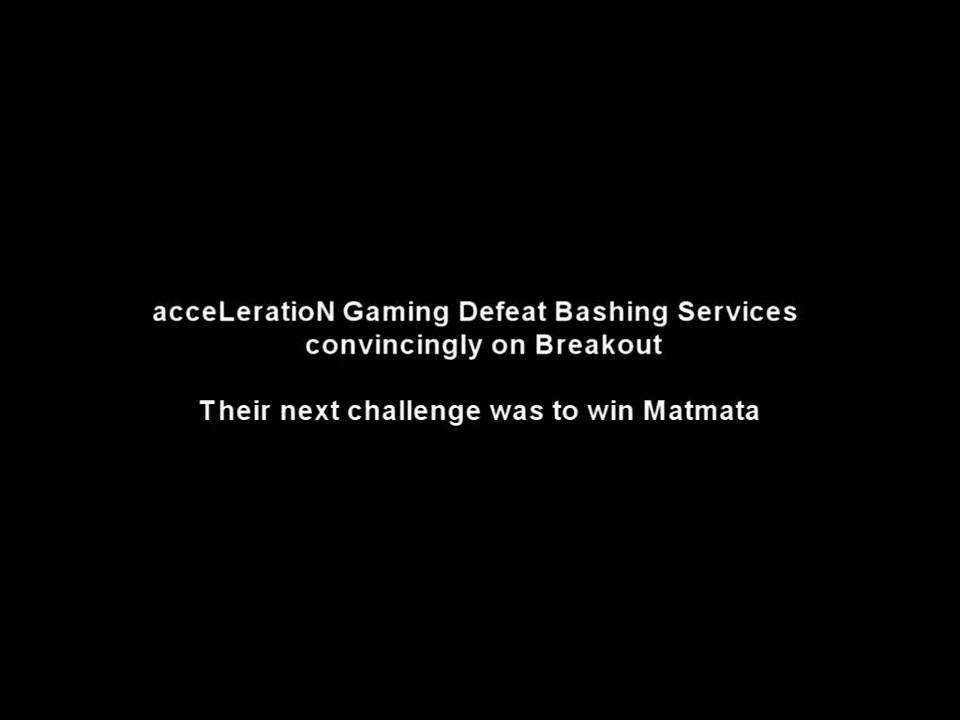 acceLeratioN Gaming Defeat Bashing Services
convincingly on Breakout
Their next challenge was to win Matmata